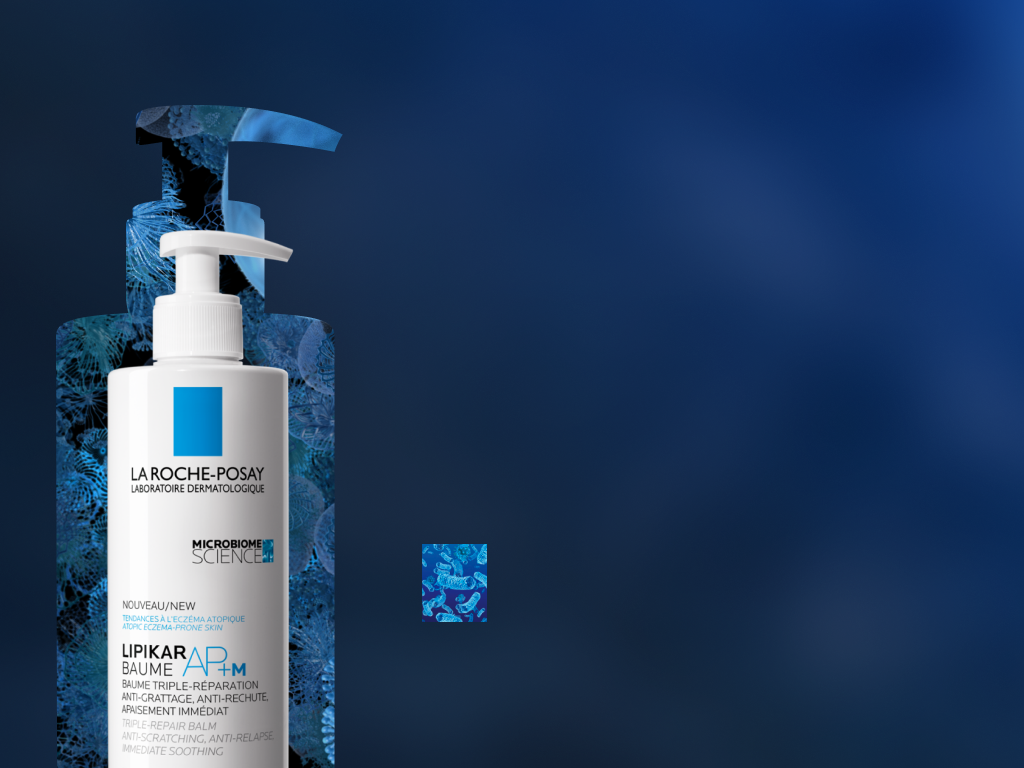 LA ROCHE-POSAY
LABORATOIRE DERMATOLOGIQUE
MICROBIOME
SCIENCE
NOUVEAU/NEW
TENDANCES À L'ECZÉMA ATOPIQUE
ATOPIC ECZEMA-PRONE SKIN
LIPIKAR
BAUME AP+M
BAUME TRIPLE-RÉPARATION
ANTI-GRATTAGE, ANTI-RECHUTE,
APAISEMENT IMMÉDIAT
TRIPLE-REPAIR BALM
ANTI-SCRATCHING, ANTI-RELAPSE,
IMMEDIATE SOOTHING